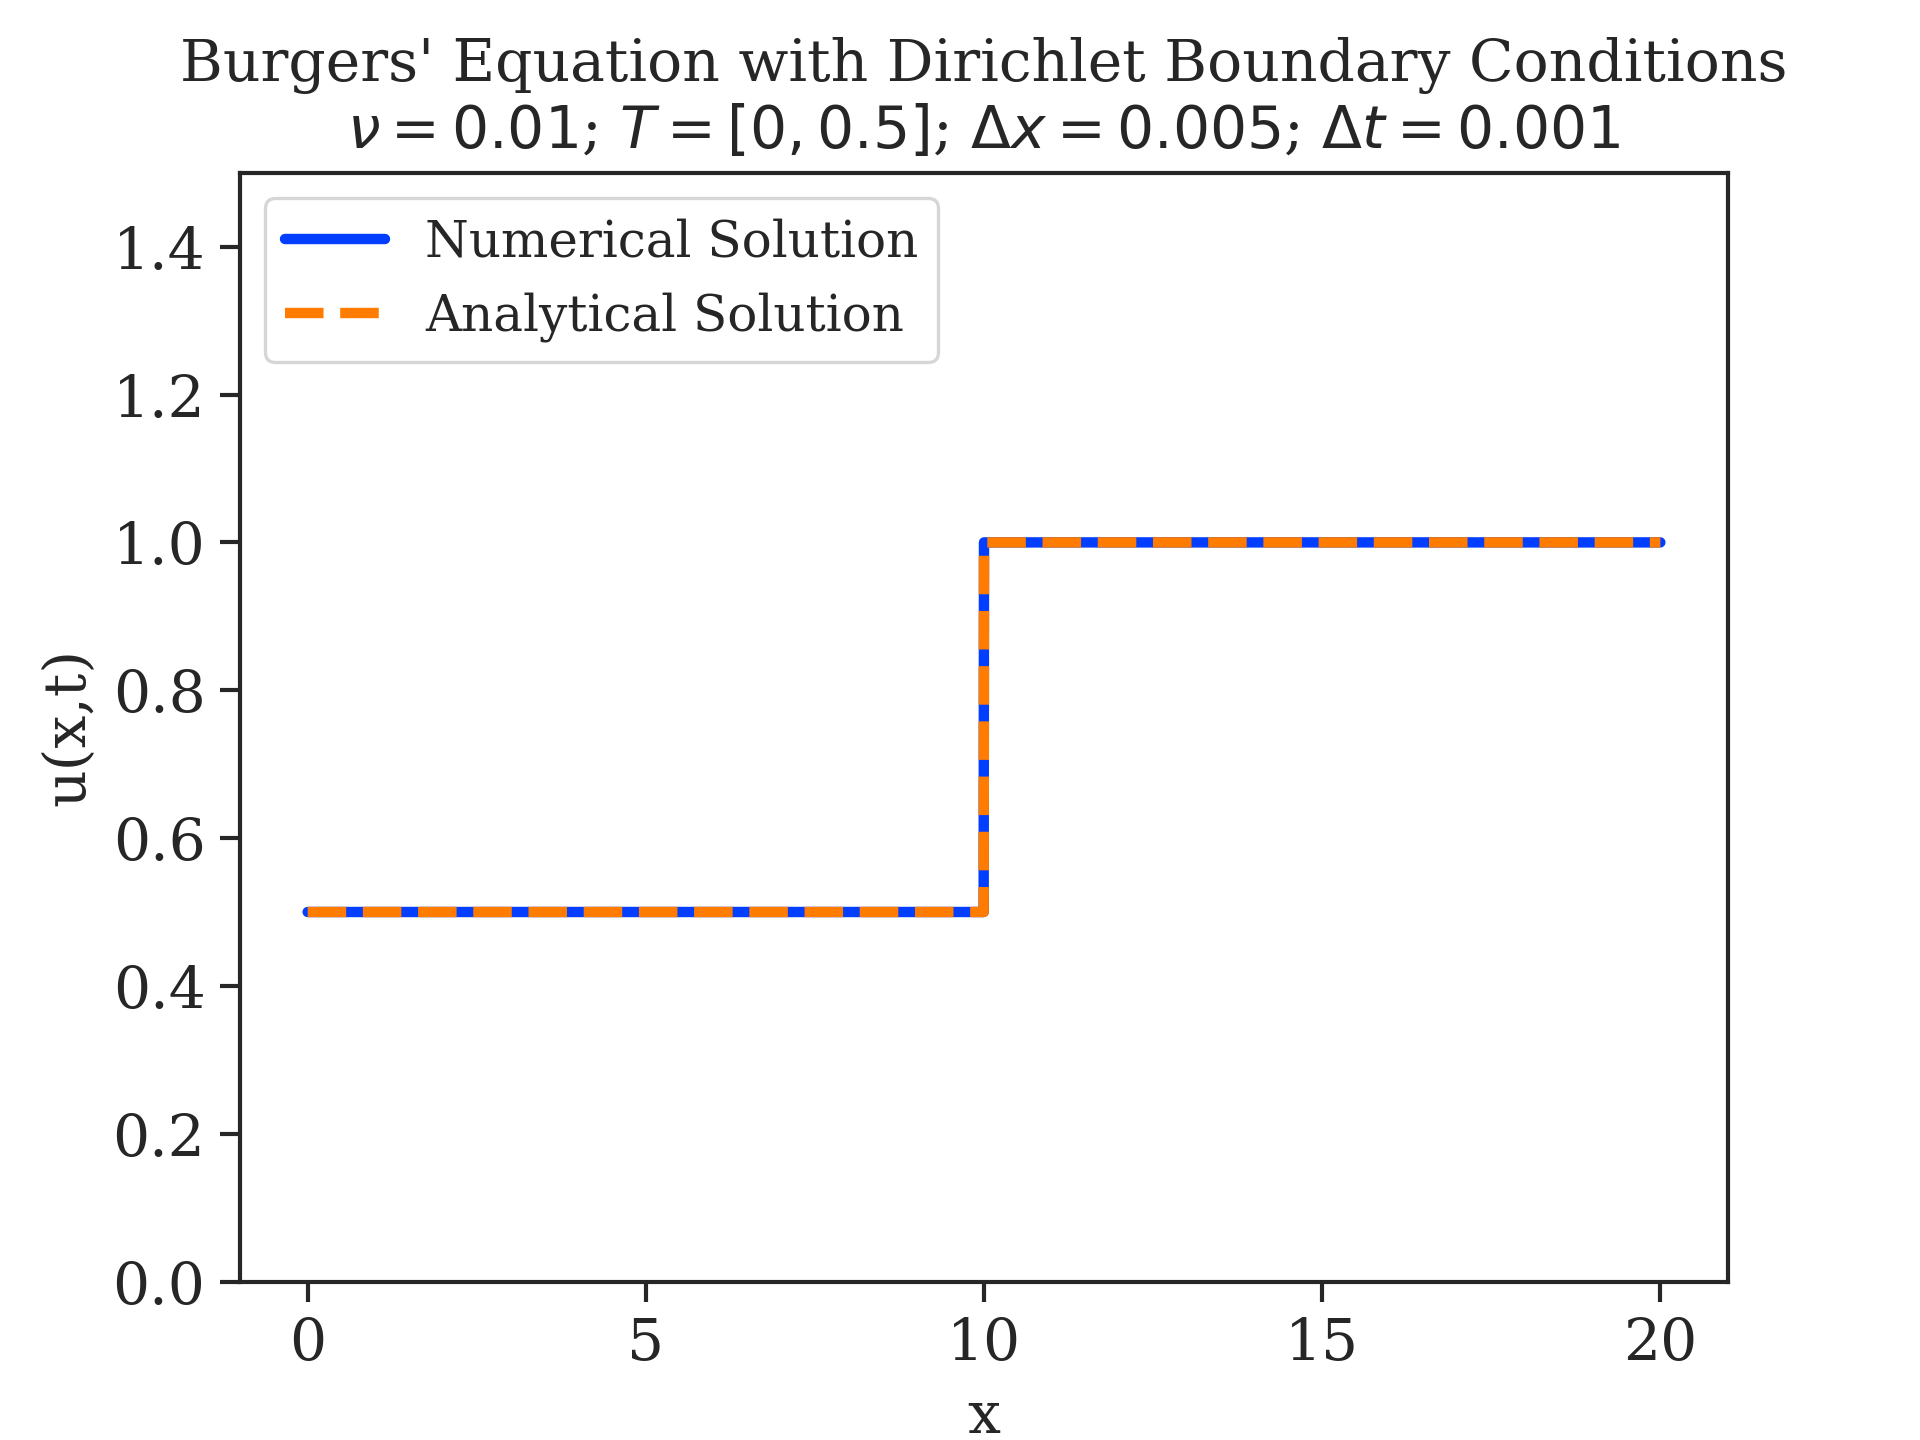 Burgers' Equation with Dirichlet Boundary Conditions
ν = 0.01; T = [0, 0.5]; Δx = 0.005; Δt = 0.001
Numerical Solution
Analytical Solution
1.4
1.2
1.0
0.8
0.6
0.4
0.2
0.0
u(x,t)
0 5 10 15 20
x